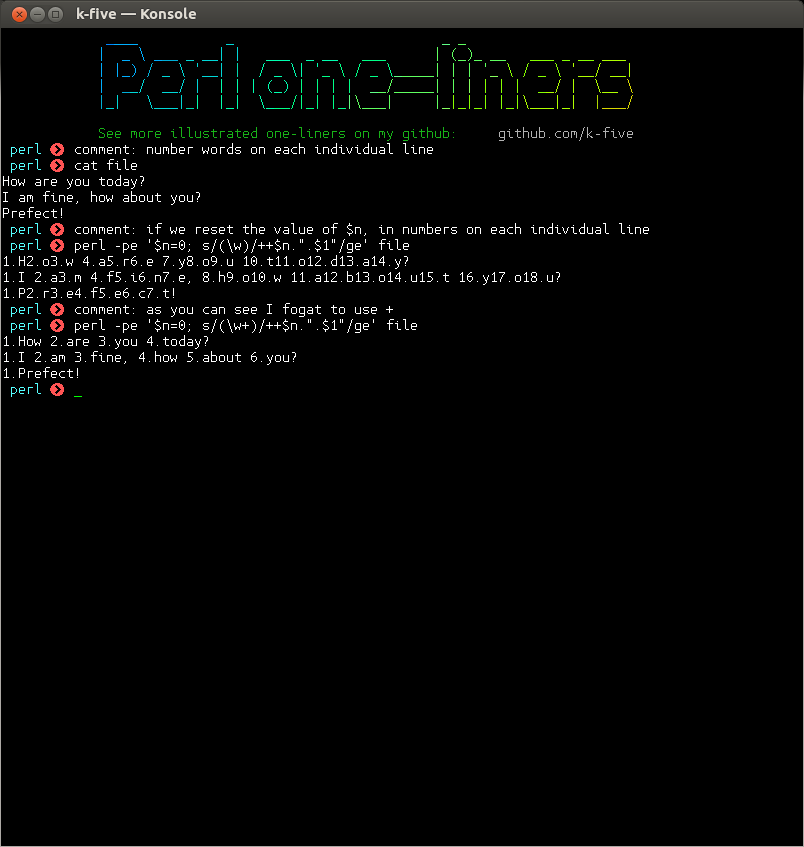 k-five — Konsole
Perl one-liners
See more illustrated one-liners on my github: github.com/k-five
perl comment: number words on each individual line
perl cat file
How are you today?
I am fine, how about you?
Prefect!
perl comment: if we reset the value of $n, in numbers on each individual line
perl perl -pe '$n=0; s/(\w)/++$n.".$1"/ge' file
1.H2.o3.w 4.a5.r6.e 7.y8.o9.u 10.t11.o12.d13.a14.y?
1.I 2.a3.m 4.f5.i6.n7.e, 8.h9.o10.w 11.a12.b13.o14.u15.t 16.y17.o18.u?
1.P2.r3.e4.f5.e6.c7.t!
perl comment: as you can see I fogat to use +
perl perl -pe '$n=0; s/(\w+)/++$n.".$1"/ge' file
1.How 2.are 3.you 4.today?
1.I 2.am 3.fine, 4.how 5.about 6.you?
1.Prefect!
perl _